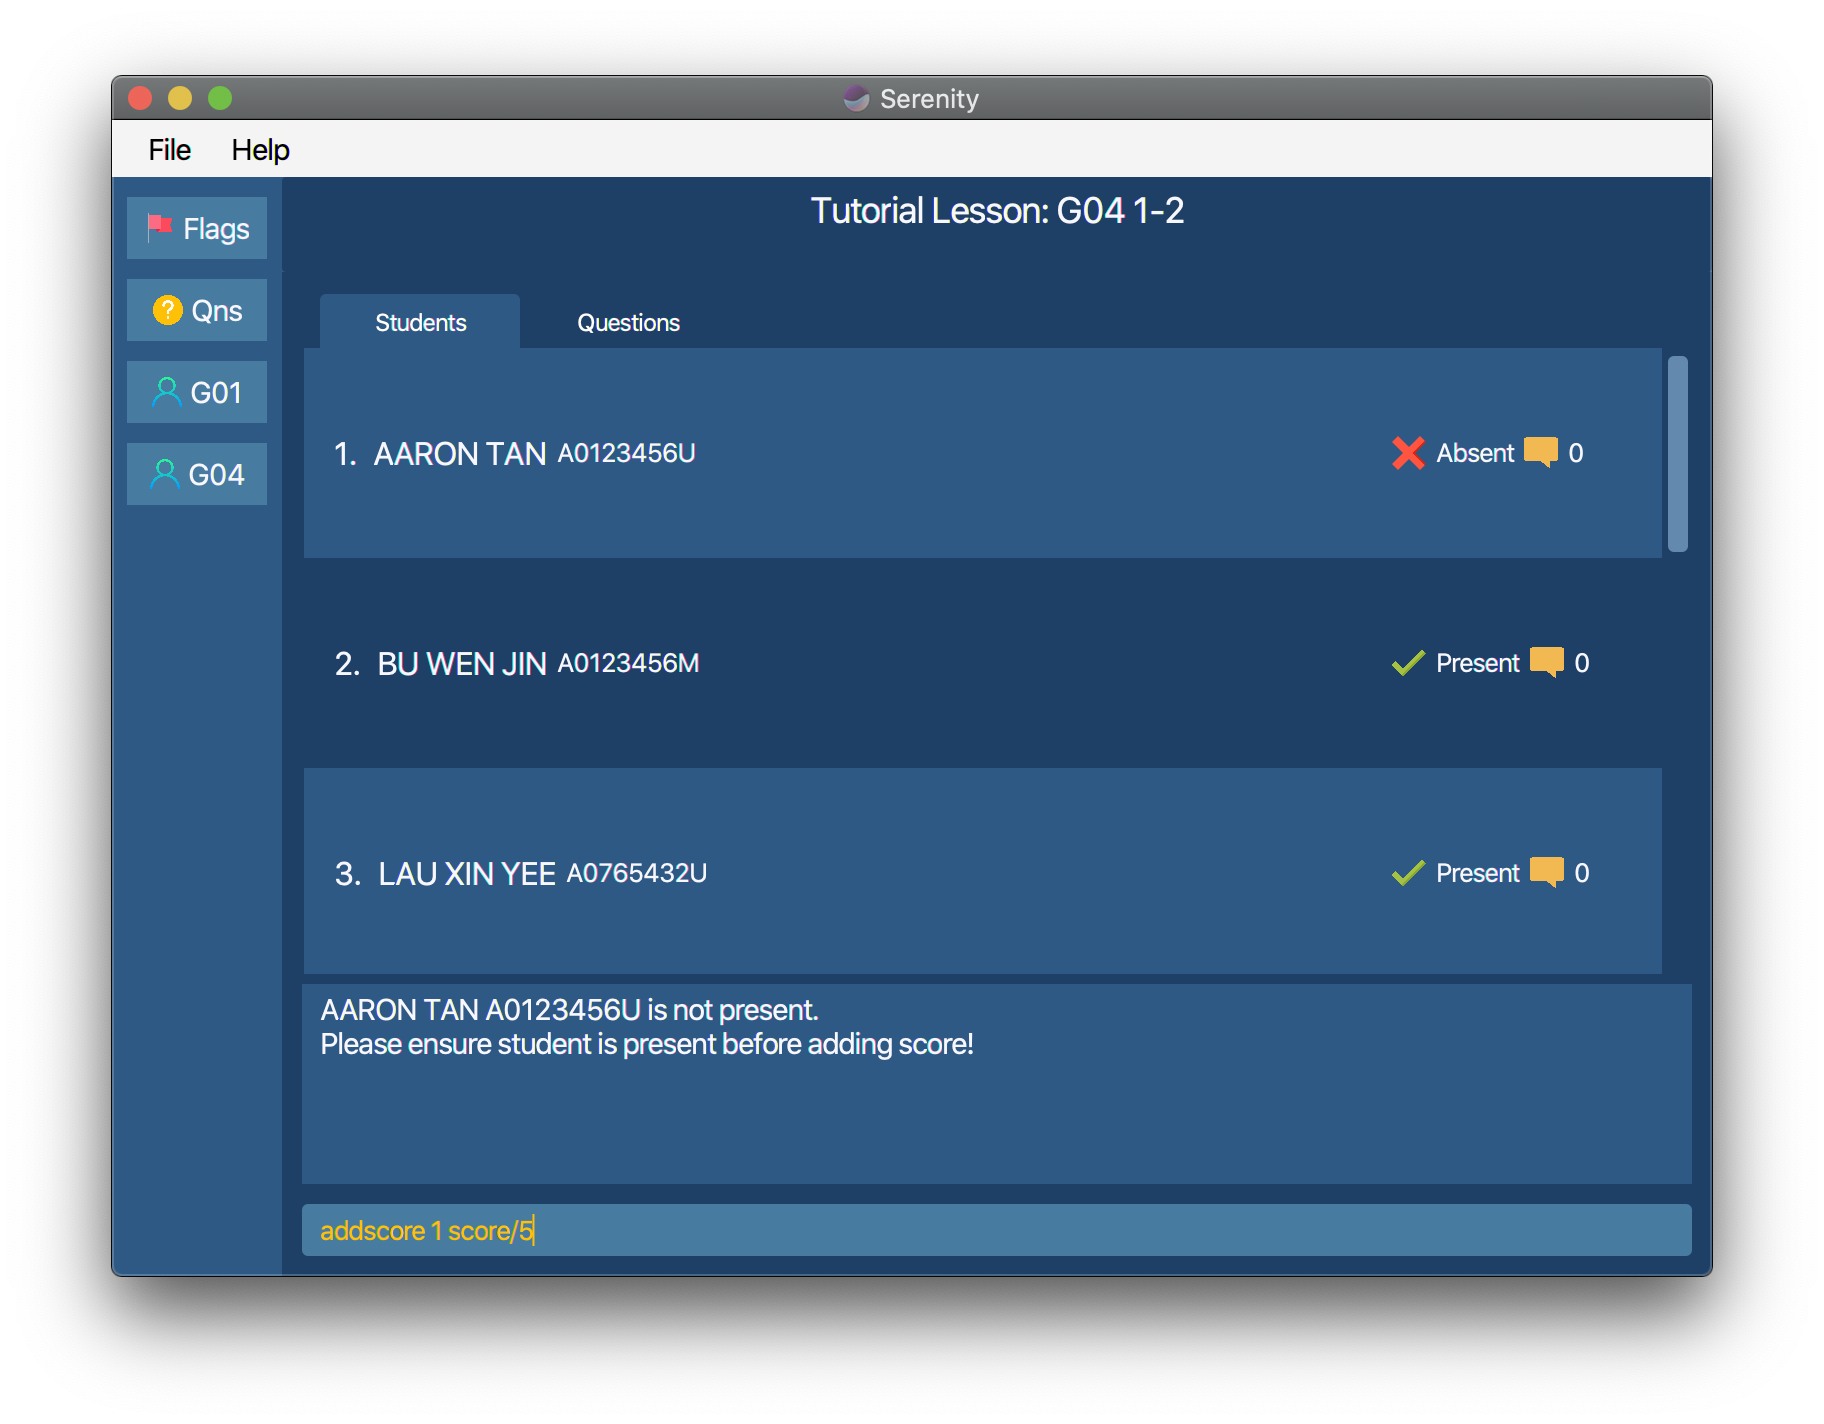 Serenity
File Help
Flags
? Qns
G01
G04
Tutorial Lesson: G04 1-2
Students Questions
1. AARON TAN A0123456U Absent 0
2. BU WEN JIN A0123456M Present 0
3. LAU XIN YEE A0765432U Present 0
AARON TAN A0123456U is not present.
Please ensure student is present before adding score!
addscore 1 score/5